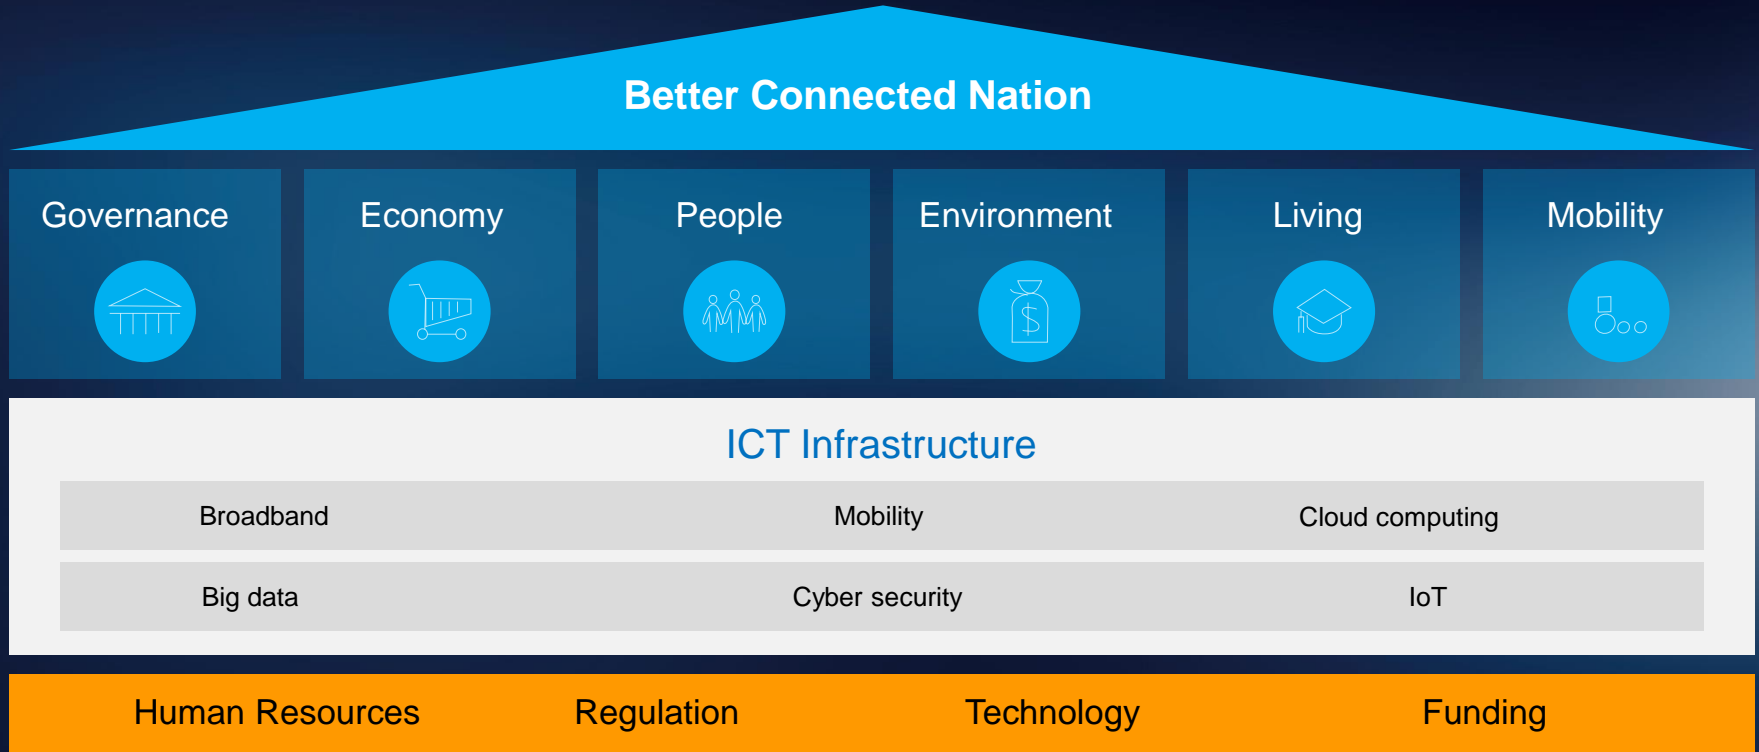 Better Connected Nation
Governance Economy People Environment Living Mobility
$
ICT Infrastructure
Broadband Mobility Cloud computing
Big data Cyber security IoT
Human Resources Regulation Technology Funding